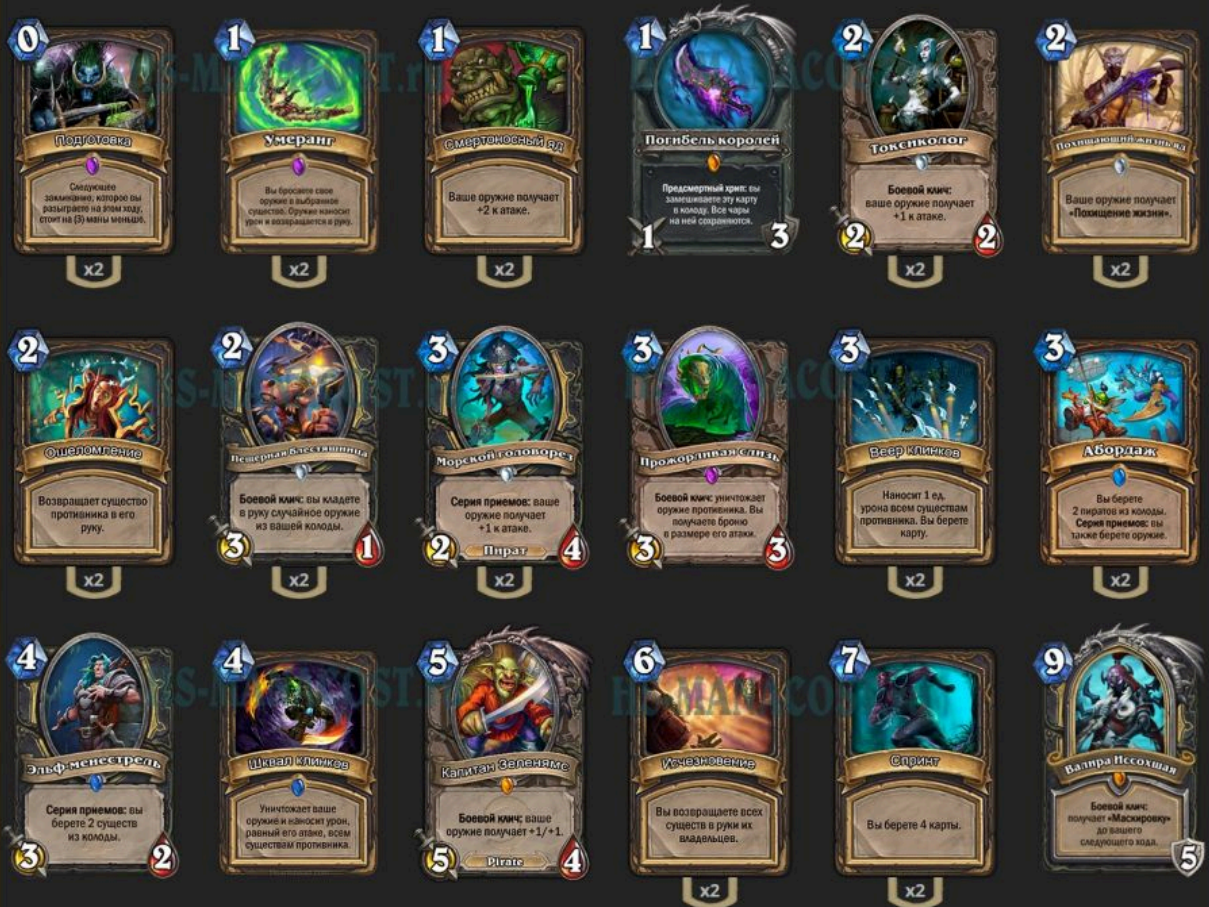 0
Подготовка
Следующее
заклинание, которое вы
разыграете на этом ходу,
стоит на (3) маны меньше.
x2
1
Умеранг
Вы бросаете свое
оружие в выбранное
существо. Оружие наносит
урон и возвращается в руку.
x2
1
Смертоносный яд
Ваше оружие получает
+2 к атаке.
x2
1
Погибель королей
Предсмертный хрип: вы
замешиваете эту карту
в колоду. Все чары
на ней сохраняются.
1 3
2
Токсиколог
Боевой клич:
ваше оружие получает
+1 к атаке.
2 2
x2
2
Похищающий жизнь яд
Ваше оружие получает
«Похищение жизни».
x2
2
Ошеломление
Возвращает существо
противника в его
руку.
x2
2
Пещерная блестяшница
Боевой клич: вы кладете
в руку случайное оружие
из вашей колоды.
3 1
x2
3
Морской головорез
Серия приемов: ваше
оружие получает
+1 к атаке.
2 Пират 4
x2
3
Прожорливая слизь
Боевой клич: уничтожает
оружие противника. Вы
получаете броню
в размере его атаки.
3 3
3
Веер клинков
Наносит 1 ед.
урона всем существам
противника. Вы берете
карту.
x2
3
Абордаж
Вы берете
2 пиратов из колоды.
Серия приемов: вы
также берете оружие.
x2
4
Эльф-менестрель
Серия приемов: вы
берете 2 существ
из колоды.
3 2
4
Шквал клинков
Уничтожает ваше
оружие и наносит урон,
равный его атаке, всем
существам противника.
5
Капитан Зеленямс
Боевой клич: ваше
оружие получает +1/+1.
5 Pirate 4
6
Исчезновение
Вы возвращаете всех
существ в руки их
владельцев.
x2
7
Спринт
Вы берете 4 карты.
x2
9
Валира Иссохшая
Боевой клич:
получает «Маскировку»
до вашего
следующего хода.
5